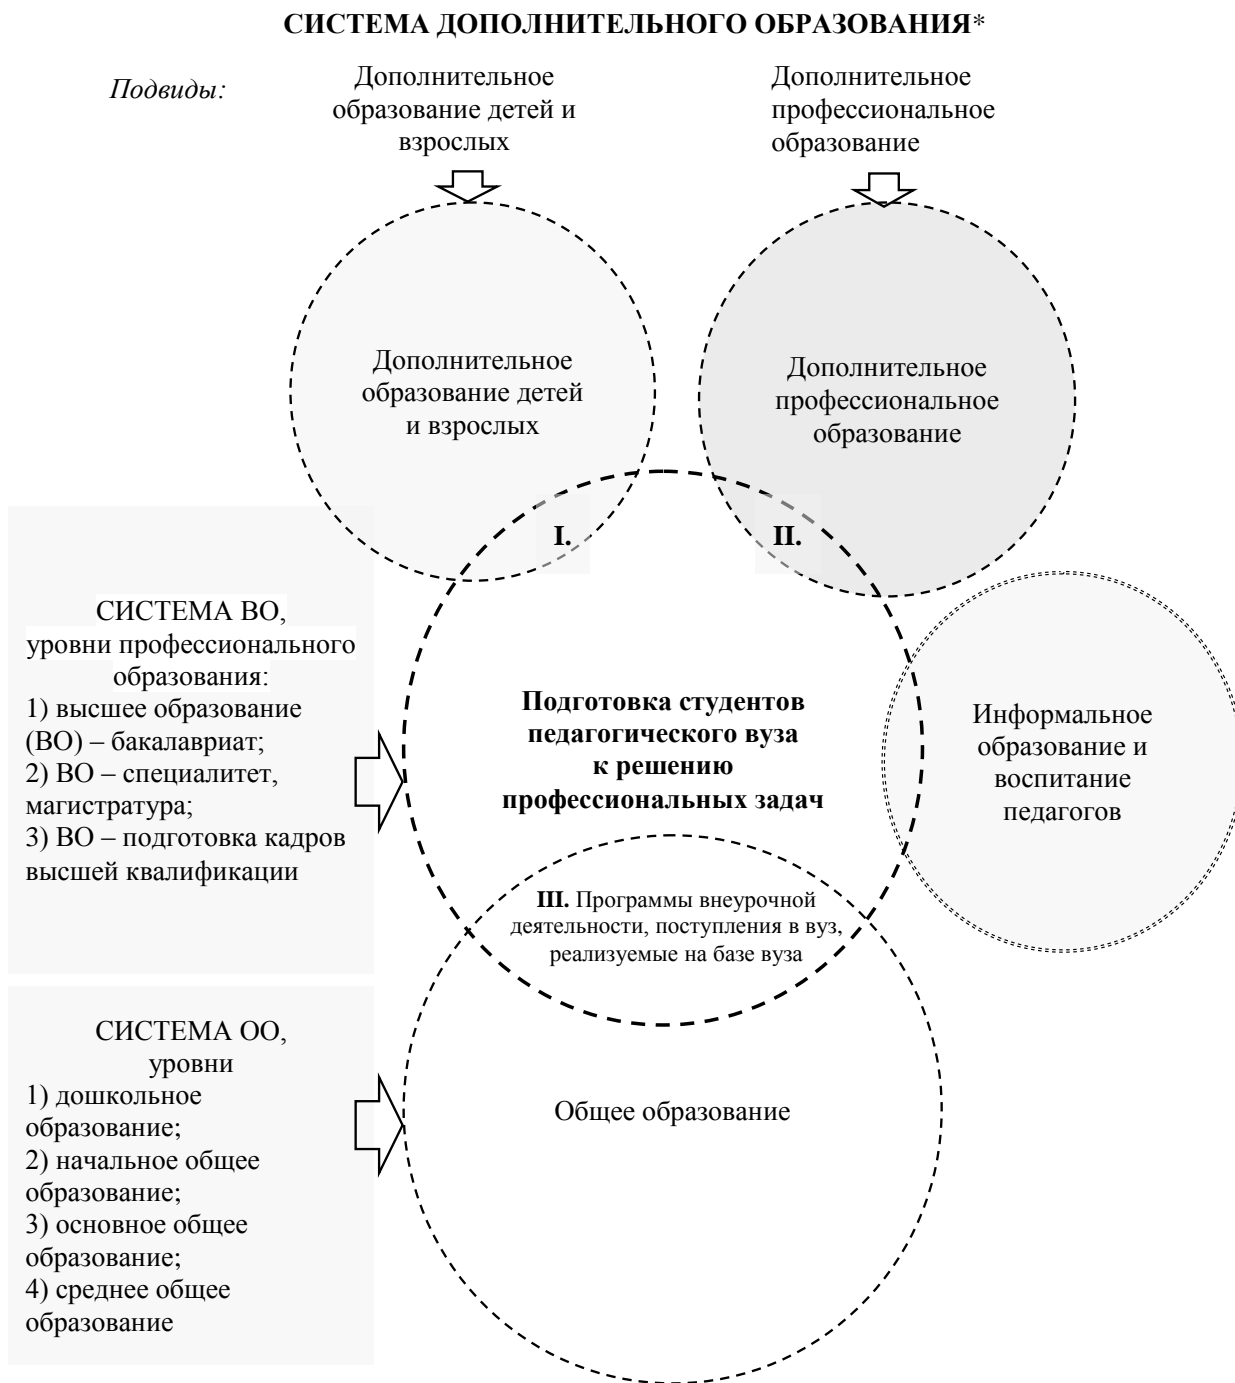 СИСТЕМА ДОПОЛНИТЕЛЬНОГО ОБРАЗОВАНИЯ*
Подвиды:
Дополнительное
образование детей и
взрослых
Дополнительное
профессиональное
образование
Дополнительное
образование детей
и взрослых
Дополнительное
профессиональное
образование
I.
II.
СИСТЕМА ВО,
уровни профессионального
образования:
1) высшее образование
(ВО) – бакалавриат;
2) ВО – специалитет,
магистратура;
3) ВО – подготовка кадров
высшей квалификации
Подготовка студентов
педагогического вуза
к решению
профессиональных задач
Информальное
образование и
воспитание
педагогов
III. Программы внеурочной
деятельности, поступления в вуз,
реализуемые на базе вуза
СИСТЕМА ОО,
уровни
1) дошкольное
образование;
2) начальное общее
образование;
3) основное общее
образование;
4) среднее общее
образование
Общее образование